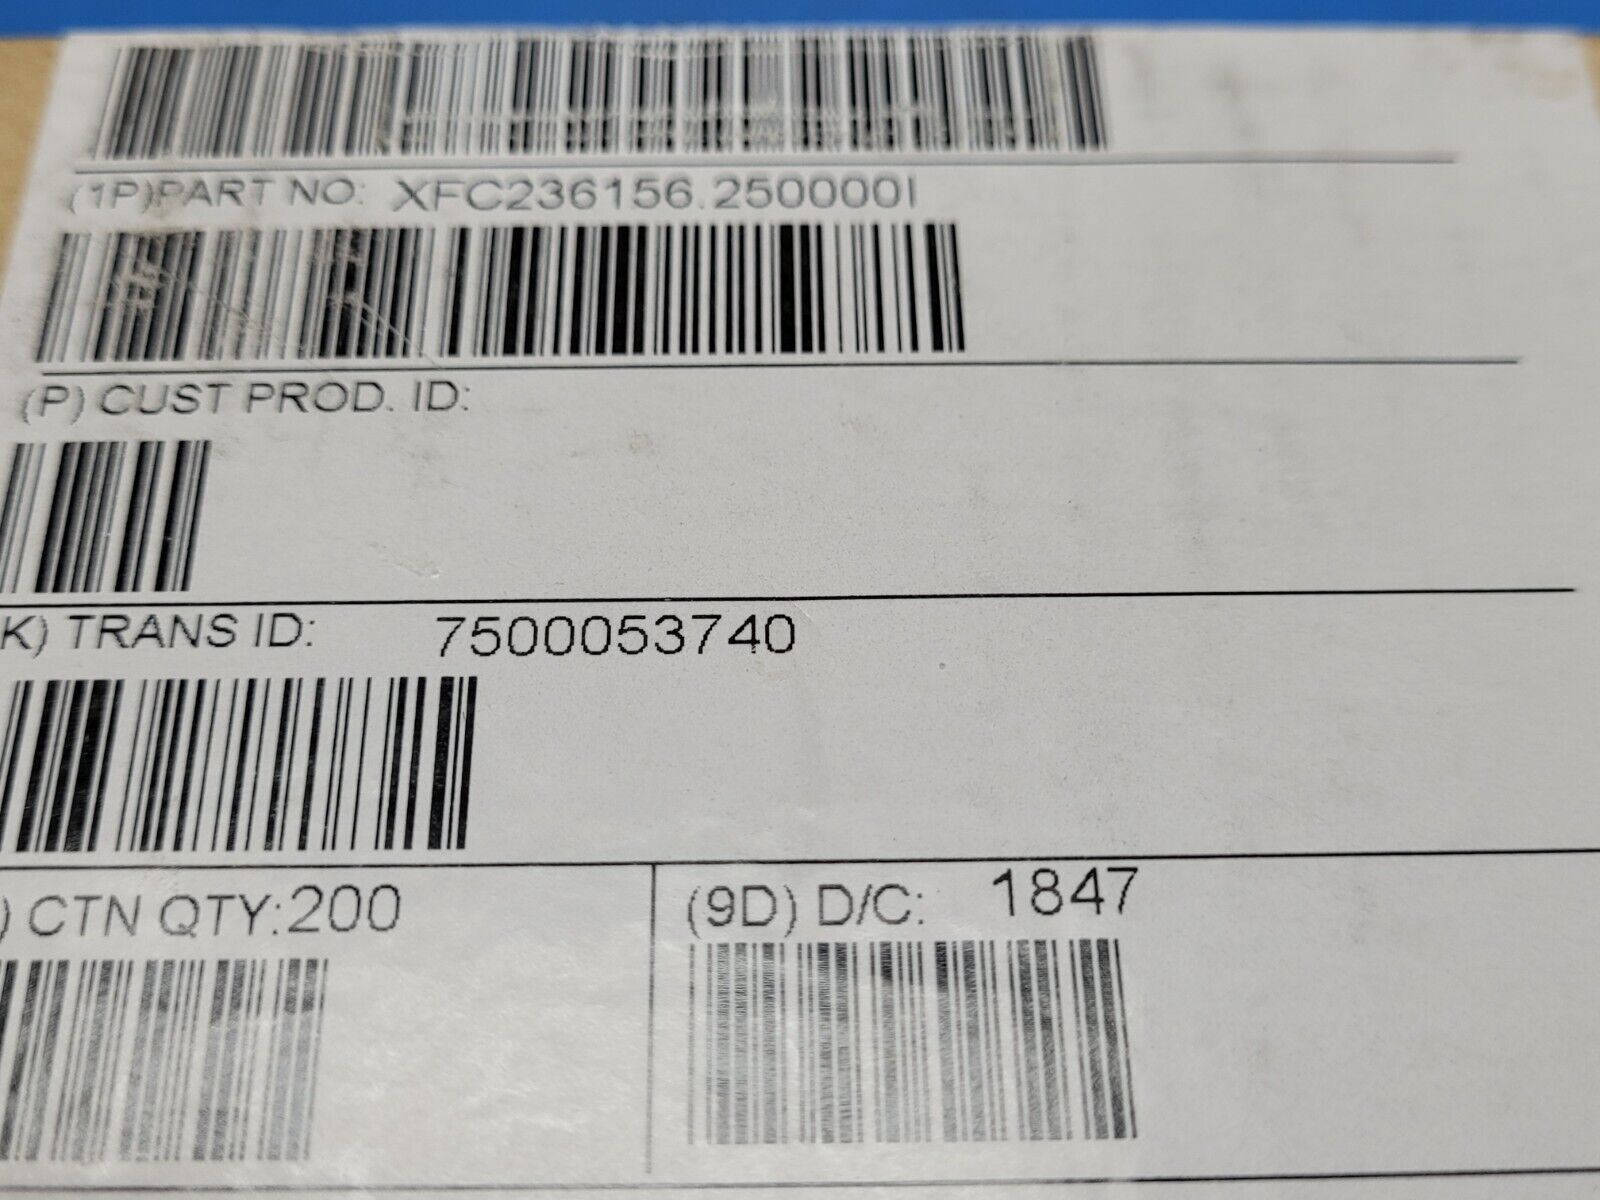 (1P)PART NO: XFC236156.250000I
(P) CUST PROD. ID:
K) TRANS ID: 7500053740
) CTN QTY:200
(9D) D/C: 1847